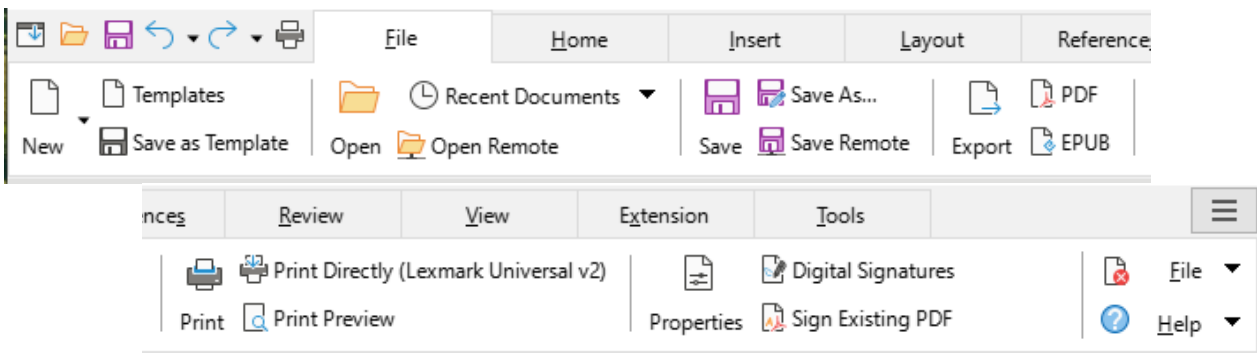 File Home Insert Layout Reference
Templates Recent Documents Save As... PDF
New Save as Template Open Open Remote Save Save Remote Export EPUB
ences Review View Extension Tools
Print Directly (Lexmark Universal v2) Digital Signatures File
Print Print Preview Properties Sign Existing PDF Help